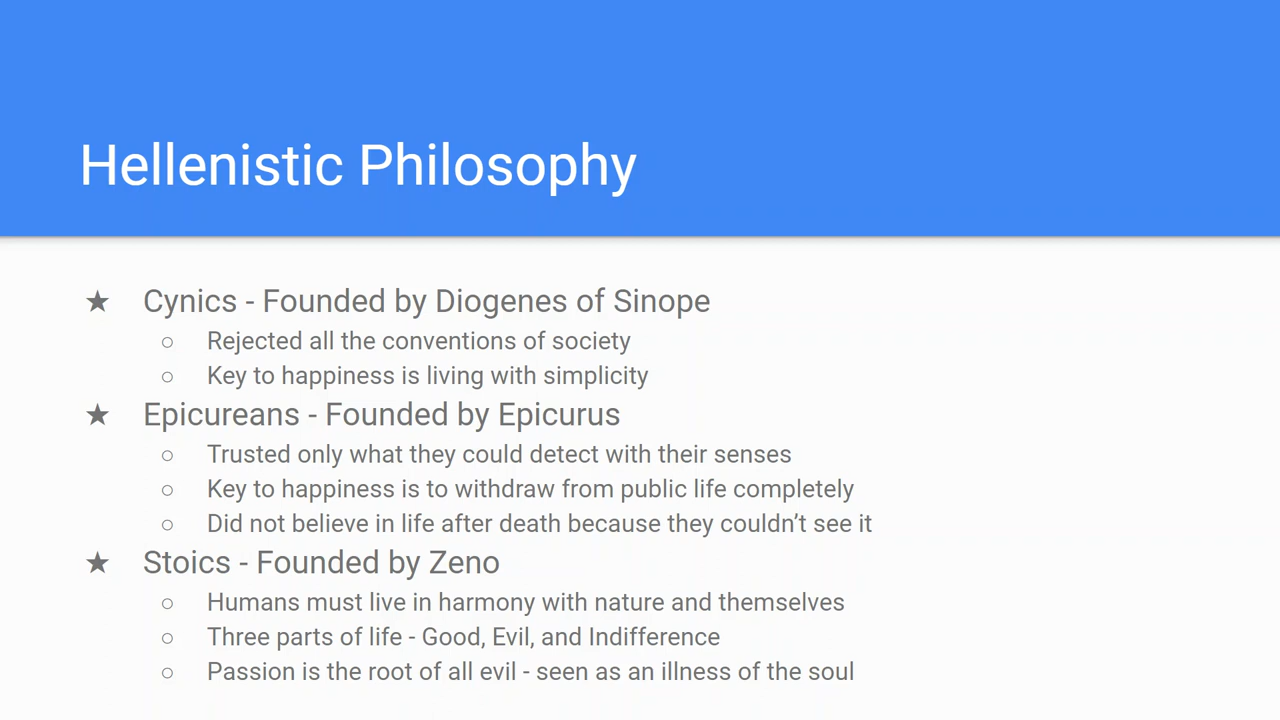 Hellenistic Philosophy
★ Cynics - Founded by Diogenes of Sinope
○ Rejected all the conventions of society
○ Key to happiness is living with simplicity
★ Epicureans - Founded by Epicurus
○ Trusted only what they could detect with their senses
○ Key to happiness is to withdraw from public life completely
○ Did not believe in life after death because they couldn’t see it
★ Stoics - Founded by Zeno
○ Humans must live in harmony with nature and themselves
○ Three parts of life - Good, Evil, and Indifference
○ Passion is the root of all evil - seen as an illness of the soul